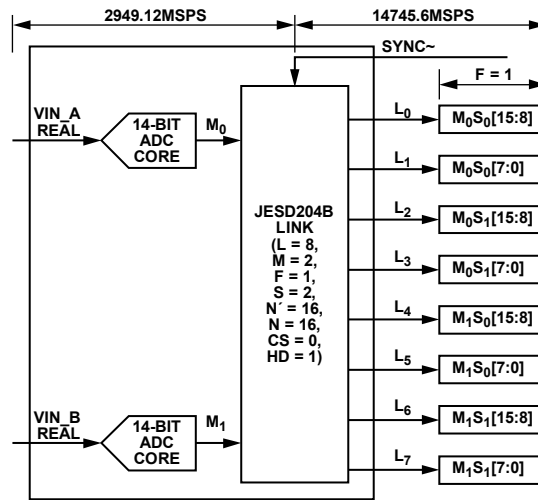 2949.12MSPS
14745.6MSPS
SYNC~
F = 1
VIN_A
REAL
14-BIT
ADC
CORE
M0
JESD204B
LINK
(L = 8,
M = 2,
F = 1,
S = 2,
N´ = 16,
N = 16,
CS = 0,
HD = 1)
L0
M0S0[15:8]
L1
M0S0[7:0]
L2
M0S1[15:8]
L3
M0S1[7:0]
L4
M1S0[15:8]
L5
M1S0[7:0]
L6
M1S1[15:8]
L7
M1S1[7:0]
VIN_B
REAL
14-BIT
ADC
CORE
M1